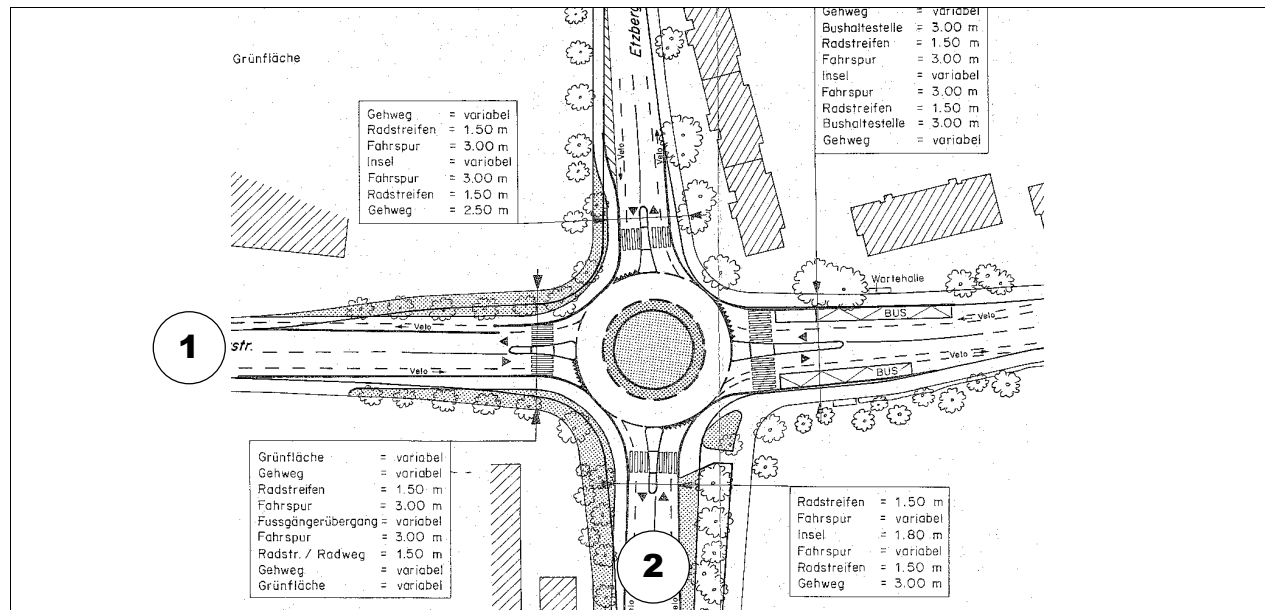 Grünfläche
Etzberg
Gehweg = variabel
Bushaltestelle = 3.00 m
Radstreifen = 1.50 m
Fahrspur = 3.00 m
Insel = variabel
Fahrspur = 3.00 m
Radstreifen = 1.50 m
Bushaltestelle = 3.00 m
Gehweg = variabel
Gehweg = variabel
Radstreifen = 1.50 m
Fahrspur = 3.00 m
Insel = variabel
Fahrspur = 3.00 m
Radstreifen = 1.50 m
Gehweg = 2.50 m
Velo
Velo
Wartehalle
BUS
Velo
Velo
1
str.
Velo
Velo
BUS
Grünfläche = variabel
Gehweg = variabel
Radstreifen = 1.50 m
Fahrspur = 3.00 m
Fussgängerübergang = variabel
Fahrspur = 3.00 m
Radstr. / Radweg = 1.50 m
Gehweg = variabel
Grünfläche = variabel
Radstreifen = 1.50 m
Fahrspur = variabel
Insel = 1.80 m
Fahrspur = variabel
Radstreifen = 1.50 m
Gehweg = 3.00 m
2
Velo
Velo